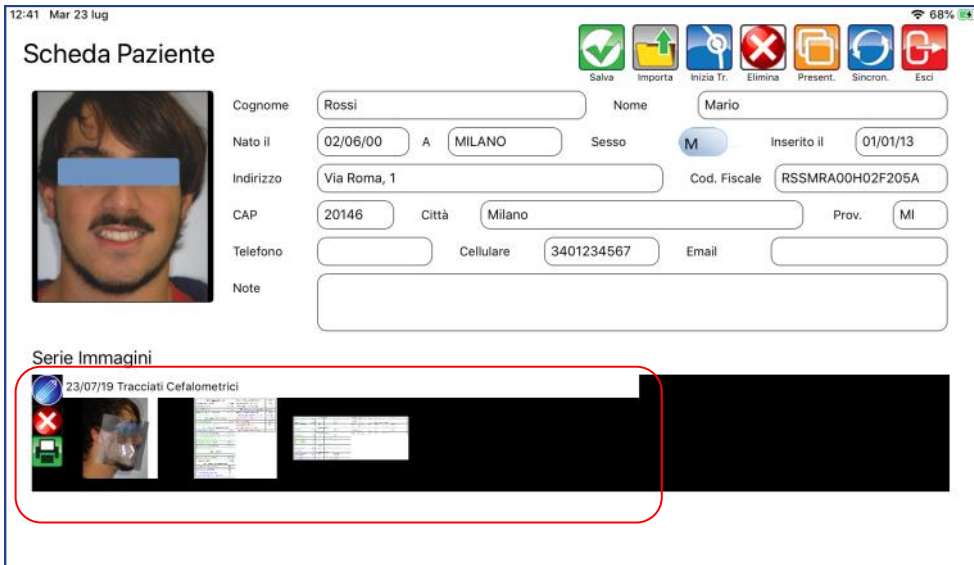 12:41 Mar 23 lug 68%
Scheda Paziente
Salva Importa Inizia Tr. Elimina Present. Sincron. Esci
Cognome Rossi Nome Mario
Nato il 02/06/00 A MILANO Sesso M Inserito il 01/01/13
Indirizzo Via Roma, 1 Cod. Fiscale RSSMRA00H02F205A
CAP 20146 Città Milano Prov. MI
Telefono Cellulare 3401234567 Email
Note
Serie Immagini
23/07/19 Tracciati Cefalometrici